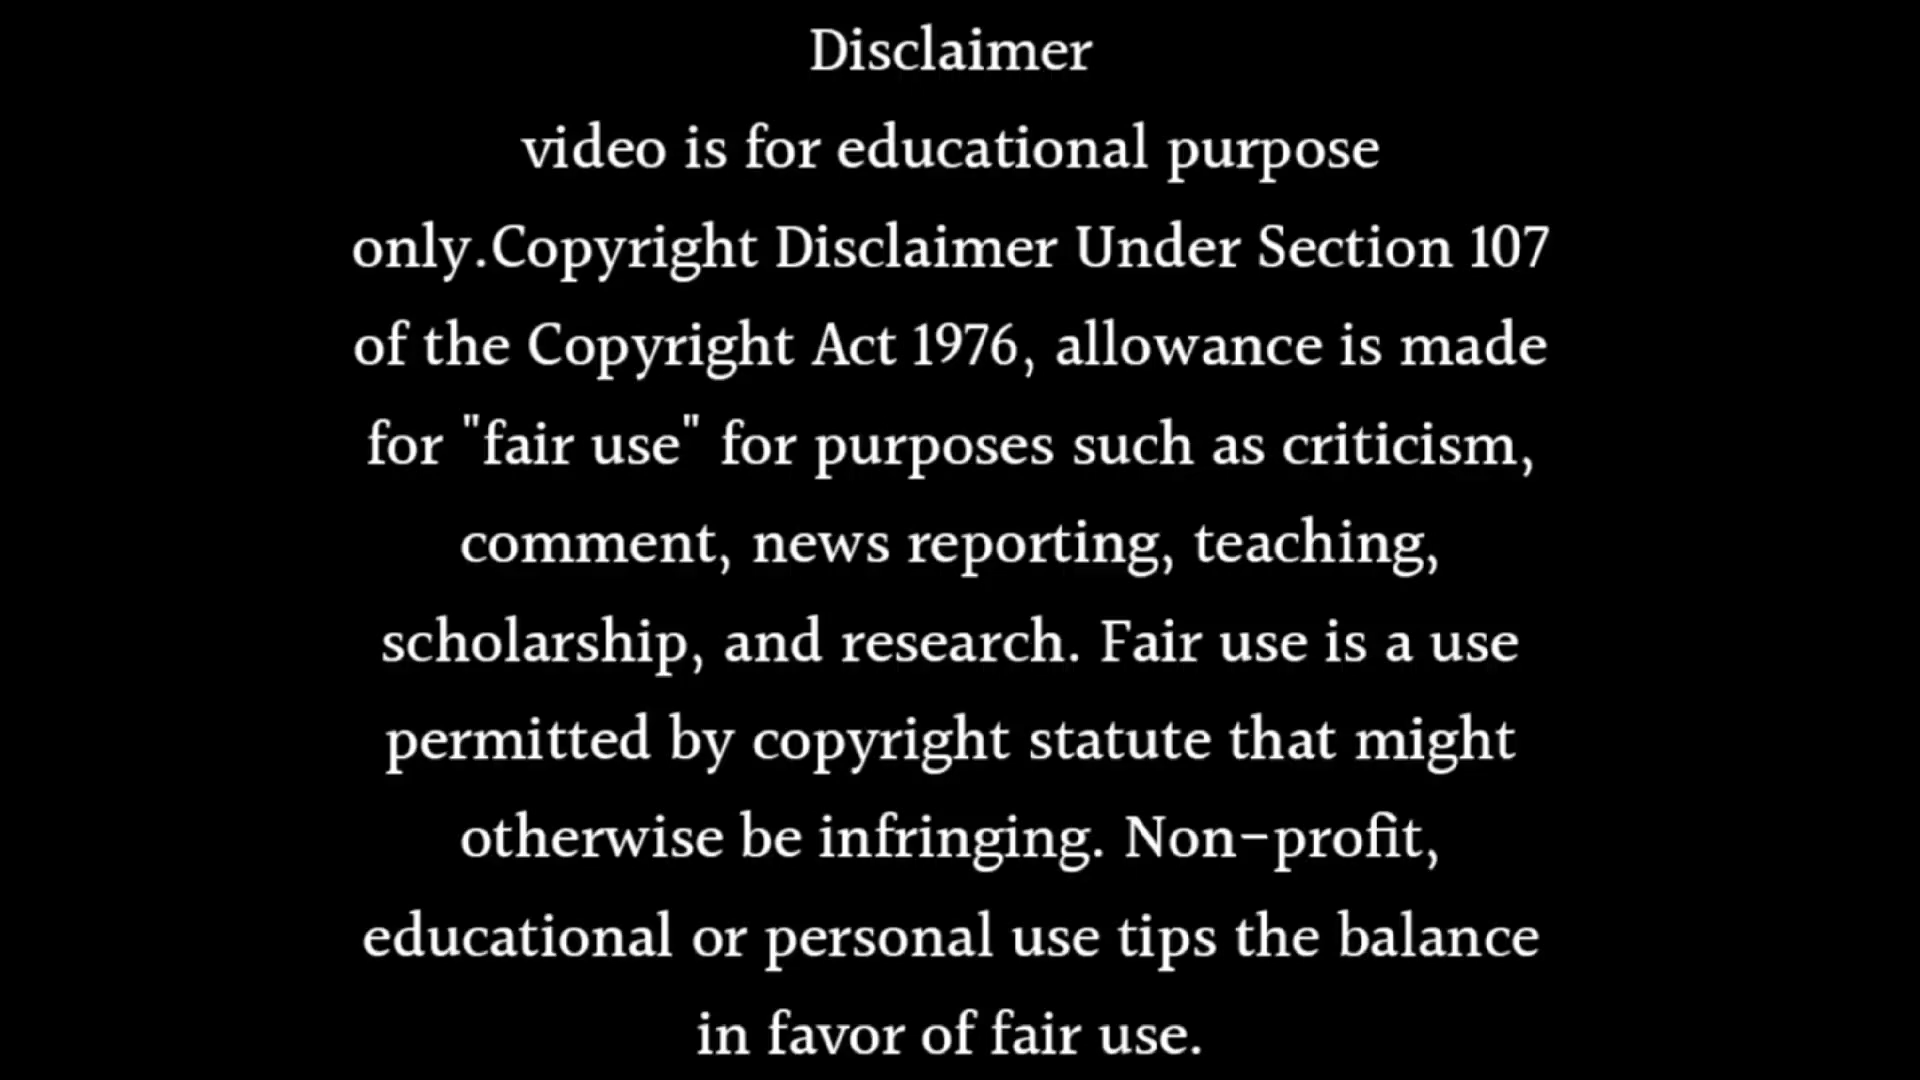 Disclaimer
video is for educational purpose
only.Copyright Disclaimer Under Section 107
of the Copyright Act 1976, allowance is made
for "fair use" for purposes such as criticism,
comment, news reporting, teaching,
scholarship, and research. Fair use is a use
permitted by copyright statute that might
otherwise be infringing. Non-profit,
educational or personal use tips the balance
in favor of fair use.